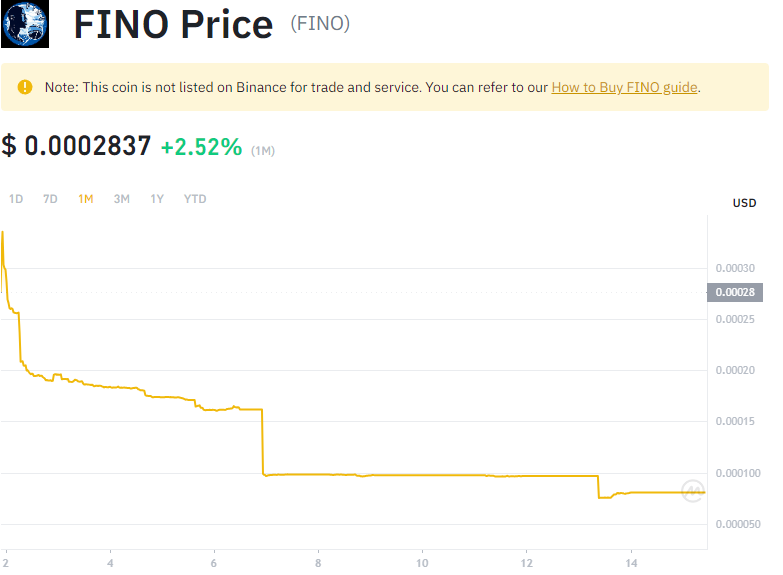 FINO Price (FINO)
Note: This coin is not listed on Binance for trade and service. You can refer to our How to Buy FINO guide.
$ 0.0002837 +2.52% (1M)
1D 7D 1M 3M 1Y YTD
USD
0.00030
0.00028
0.00025
0.00020
0.00015
0.000100
0.000050
2 4 6 8 10 12 14